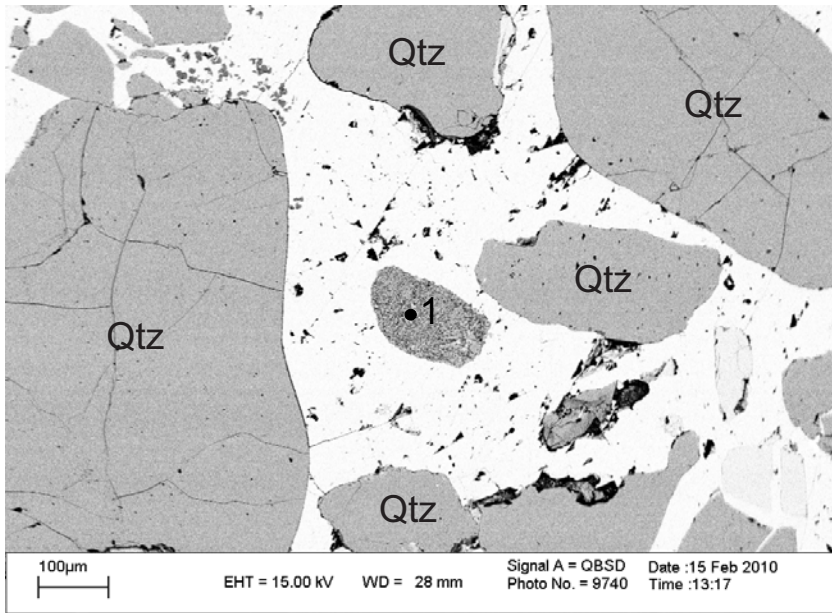 Qtz
Qtz
Qtz
1
Qtz
Qtz
100µm
EHT = 15.00 kV
WD = 28 mm
Signal A = QBSD
Photo No. = 9740
Date :15 Feb 2010
Time :13:17